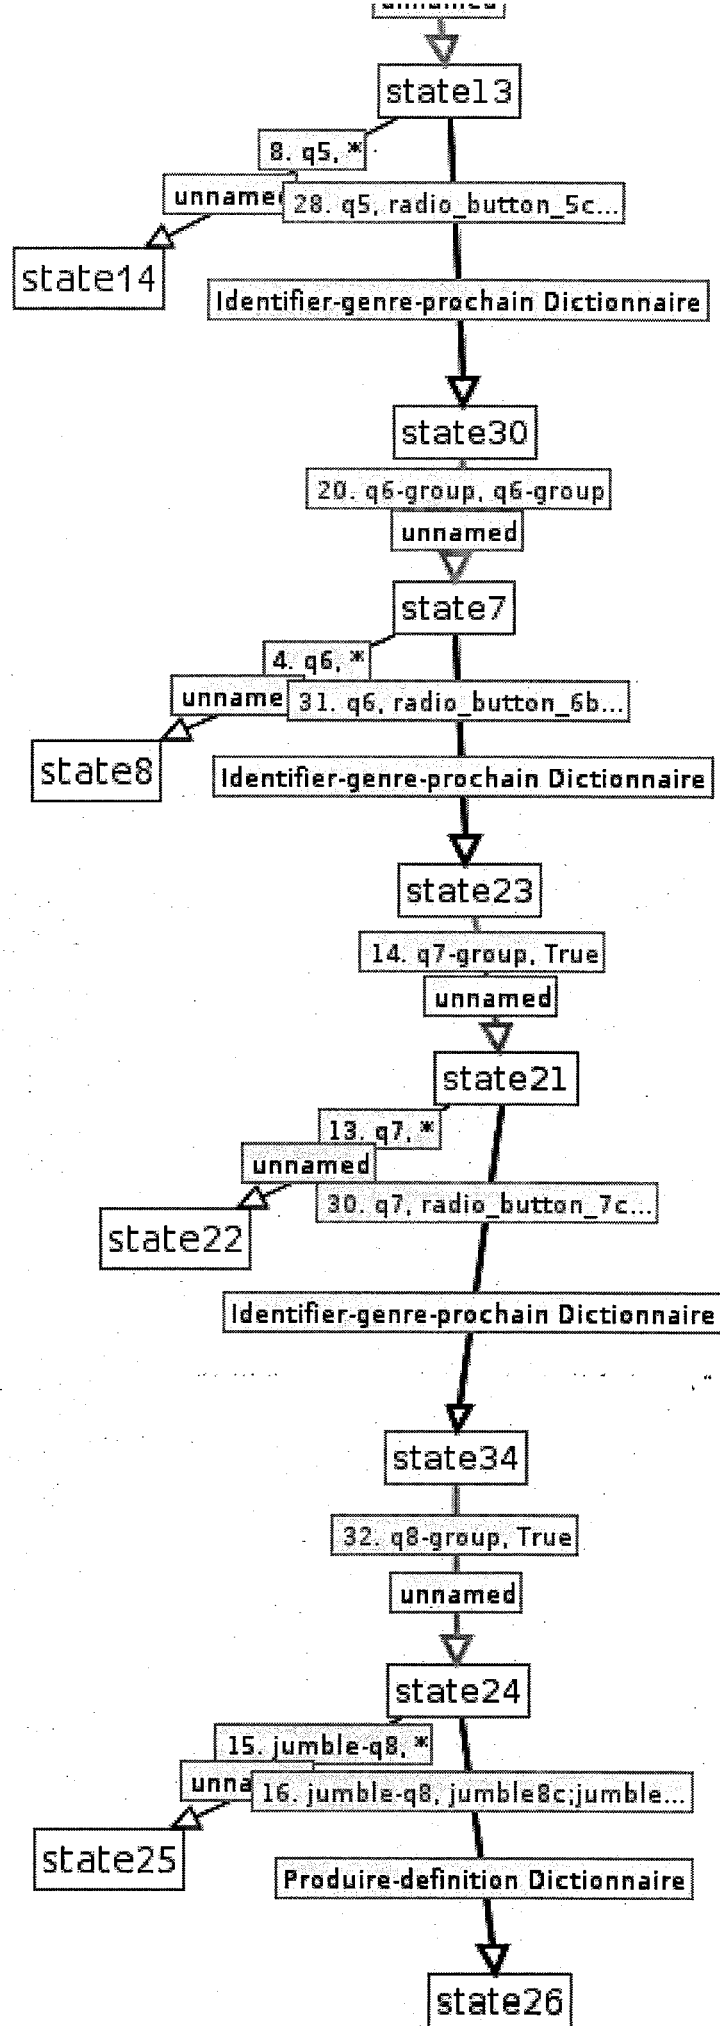 unnamed
state13
8. q5, *
unnamed
28. q5, radio_button_5c...
state14
Identifier-genre-prochain Dictionnaire
state30
20. q6-group, q6-group
unnamed
state7
4. q6, *
unname
31. q6, radio_button_6b...
state8
Identifier-genre-prochain Dictionnaire
state23
14. q7-group, True
unnamed
state21
13. q7, *
unnamed
30. q7, radio_button_7c...
state22
Identifier-genre-prochain Dictionnaire
state34
32. q8-group, True
unnamed
state24
15. jumble-q8, *
unna
16. jumble-q8, jumble8c;jumble...
state25
Produire-definition Dictionnaire
state26